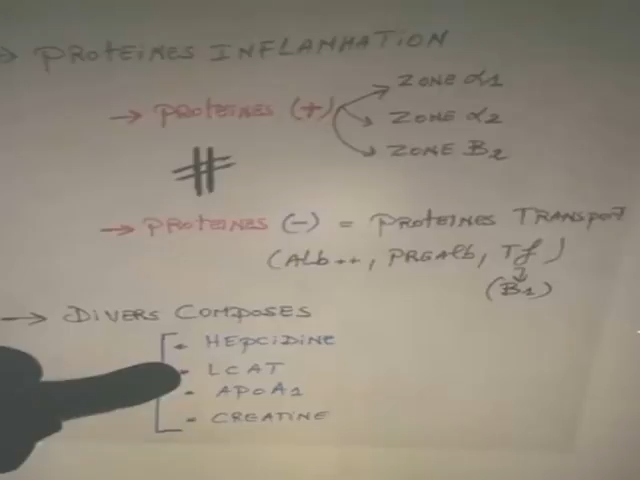 → PROTEINES INFLAMMATION
→ PROTEINES (+) ZONE α1
ZONE α2
ZONE B2
#
→ PROTEINES (-) = PROTEINES TRANSPORT
(Alb++, PREAlb, Tf)
(B1)
→ DIVERS COMPOSES
- HEPCIDINE
- LCAT
- APOA1
- CREATINE